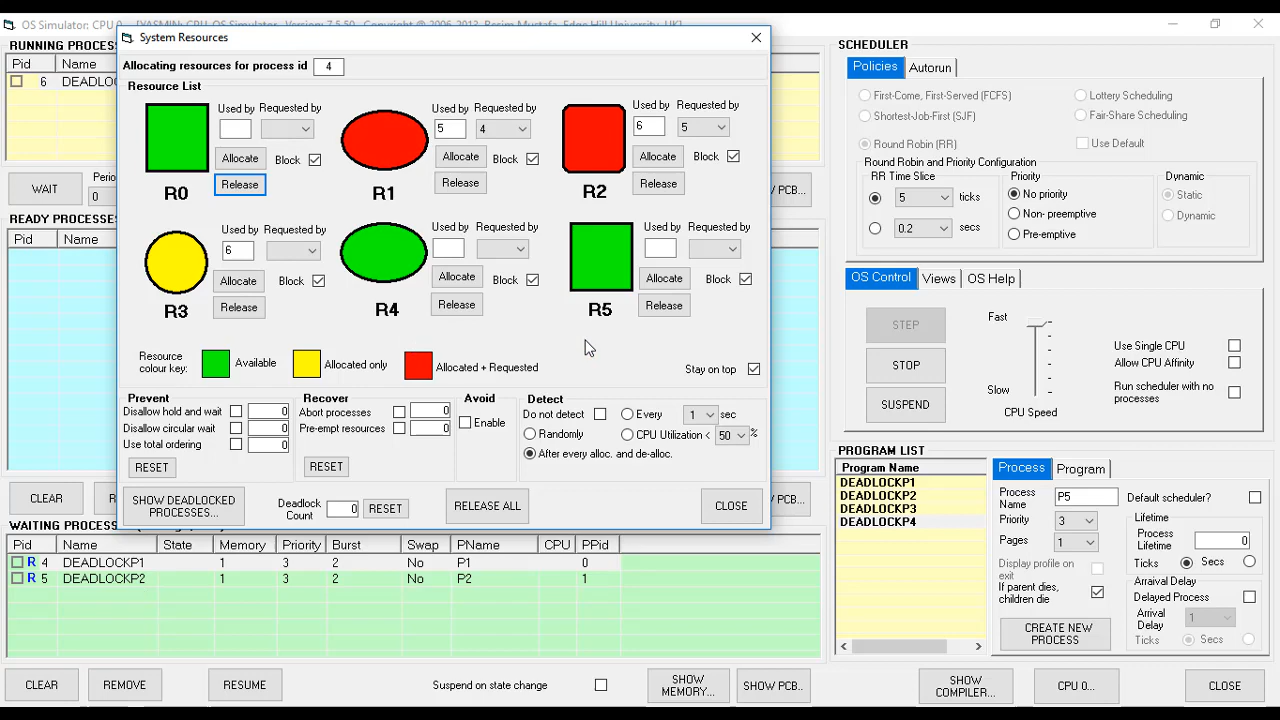 OS Simulator: CPU 0
System Resources
RUNNING PROCESS
SCHEDULER
Allocating resources for process id 4
Pid Name
6 DEADLOC
Policies Autorun
Resource List
Used by Requested by
Used by Requested by
5 4
Used by Requested by
6 5
Allocate Block
Release
Allocate Block
Release
Allocate Block
Release
R0 R1 R2
First-Come, First-Served (FCFS)
Lottery Scheduling
Shortest-Job-First (SJF)
Fair-Share Scheduling
Round Robin (RR)
Use Default
Round Robin and Priority Configuration
RR Time Slice
5 ticks
0.2 secs
Priority
No priority
Non- preemptive
Pre-emptive
Dynamic
Static
Dynamic
WAIT
Perio
0
PCB...
READY PROCESSES
Pid Name
Used by Requested by
6
Used by Requested by
Used by Requested by
Allocate Block
Release
Allocate Block
Release
Allocate Block
Release
R3 R4 R5
OS Control Views OS Help
STEP
STOP
SUSPEND
Fast
Slow
CPU Speed
Use Single CPU
Allow CPU Affinity
Run scheduler with no
processes
Resource
colour key:
Available
Allocated only
Allocated + Requested
Stay on top
Prevent
Disallow hold and wait 0
Disallow circular wait 0
Use total ordering 0
RESET
Recover
Abort processes 0
Pre-empt resources 0
RESET
Avoid
Enable
Detect
Do not detect
Every 1 sec
Randomly
CPU Utilization < 50 %
After every alloc. and de-alloc.
SHOW DEADLOCKED
PROCESSES...
Deadlock
Count
0
RESET
RELEASE ALL
CLOSE
CLEAR
R
PCB...
PROGRAM LIST
Program Name
DEADLOCKP1
DEADLOCKP2
DEADLOCKP3
DEADLOCKP4
Process Program
Process
Name
P5
Default scheduler?
Priority 3
Pages 1
Display profile on
exit
If parent dies,
children die
CREATE NEW
PROCESS
Lifetime
Process
Lifetime
0
Ticks Secs
Arraival Delay
Delayed Process
Arrival
Delay
1
Ticks Secs
WAITING PROCESS
Pid Name State Memory Priority Burst Swap PName CPU PPid
R 4 DEADLOCKP1 1 3 2 No P1 0
R 5 DEADLOCKP2 1 3 2 No P2 1
CLEAR
REMOVE
RESUME
Suspend on state change
SHOW
MEMORY...
SHOW PCB..
SHOW
COMPILER...
CPU 0...
CLOSE